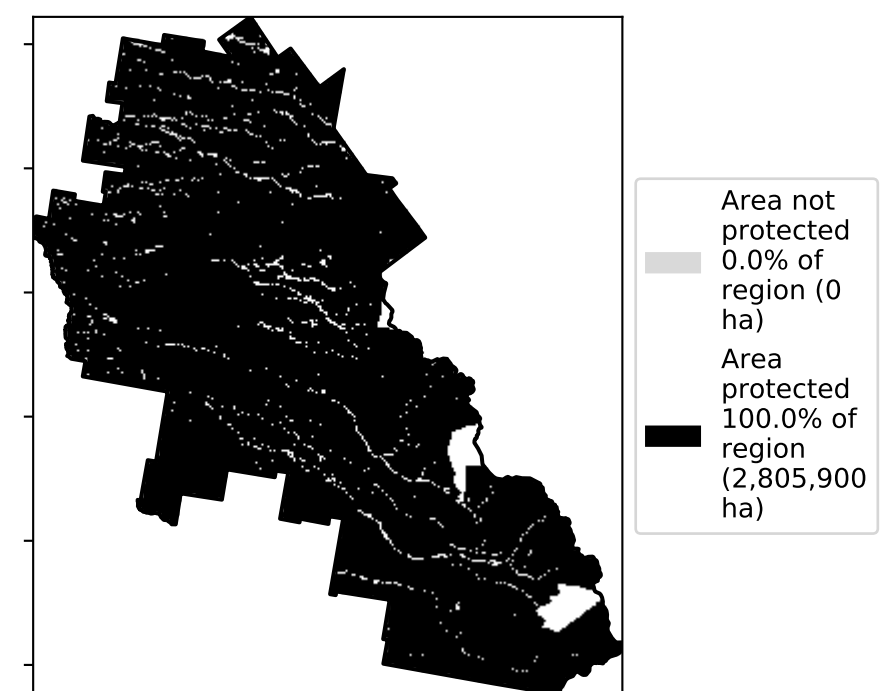 Area not
protected
0.0% of
region (0
ha)
Area
protected
100.0% of
region
(2,805,900
ha)